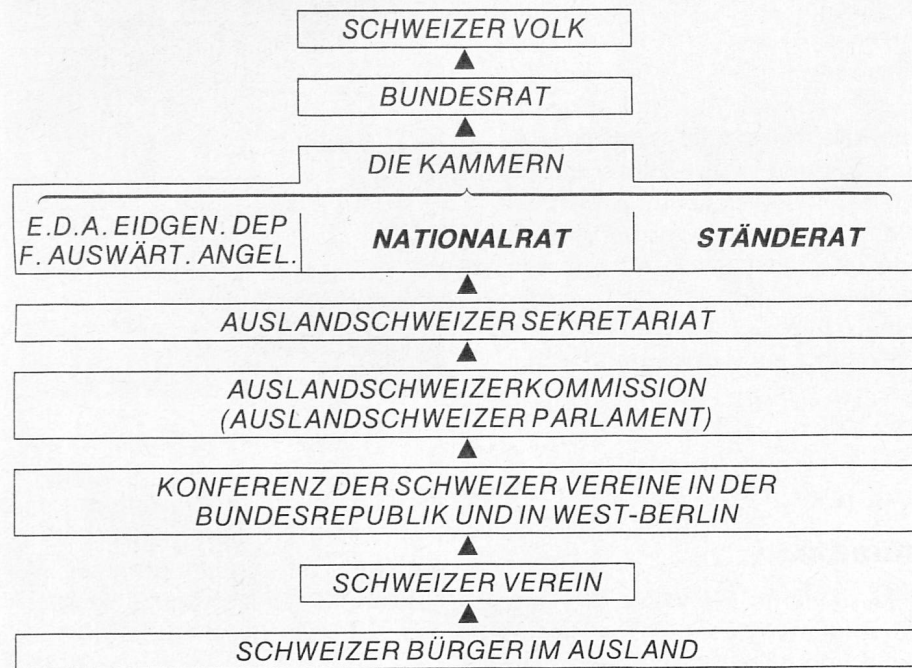 SCHWEIZER VOLK
BUNDESRAT
DIE KAMMERN
E.D.A. EIDGEN. DEP
F. AUSWÄRT. ANGEL.
NATIONALRAT
STÄNDERAT
AUSLANDSCHWEIZER SEKRETARIAT
AUSLANDSCHWEIZERKOMMISSION
(AUSLANDSCHWEIZER PARLAMENT)
KONFERENZ DER SCHWEIZER VEREINE IN DER
BUNDESREPUBLIK UND IN WEST-BERLIN
SCHWEIZER VEREIN
SCHWEIZER BÜRGER IM AUSLAND